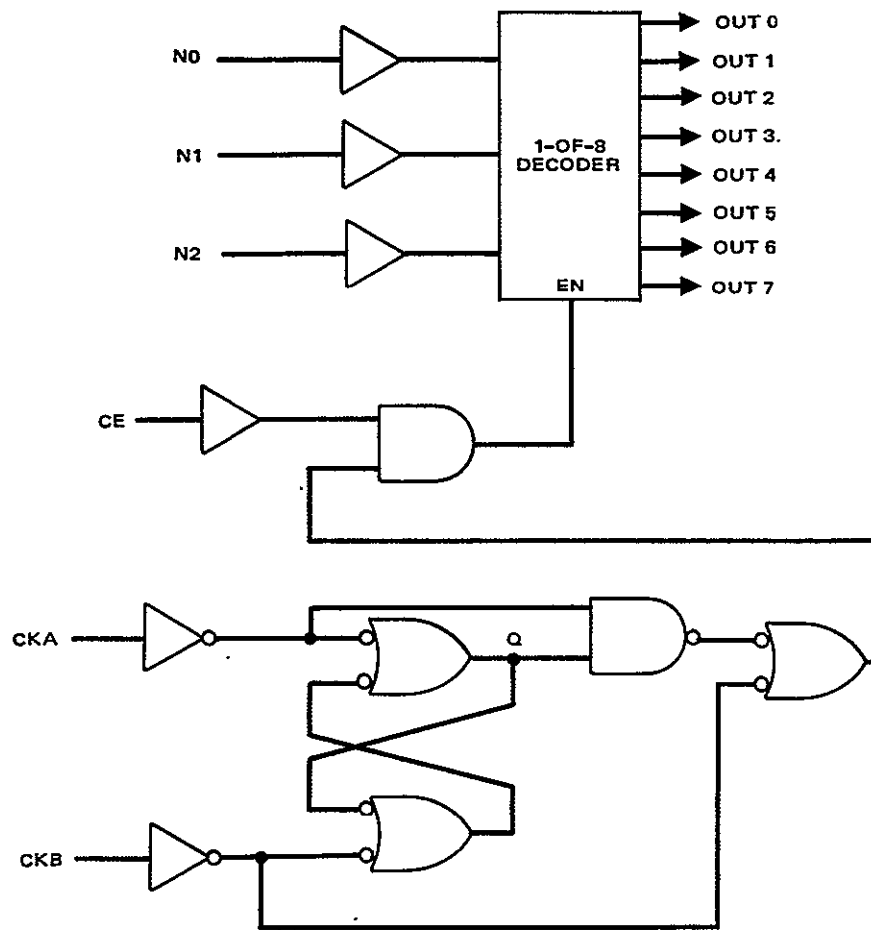 OUT 0
N0
OUT 1
OUT 2
1-OF-8
DECODER
OUT 3.
N1
OUT 4
OUT 5
N2
OUT 6
EN
OUT 7
CE
CKA
Q
CKB